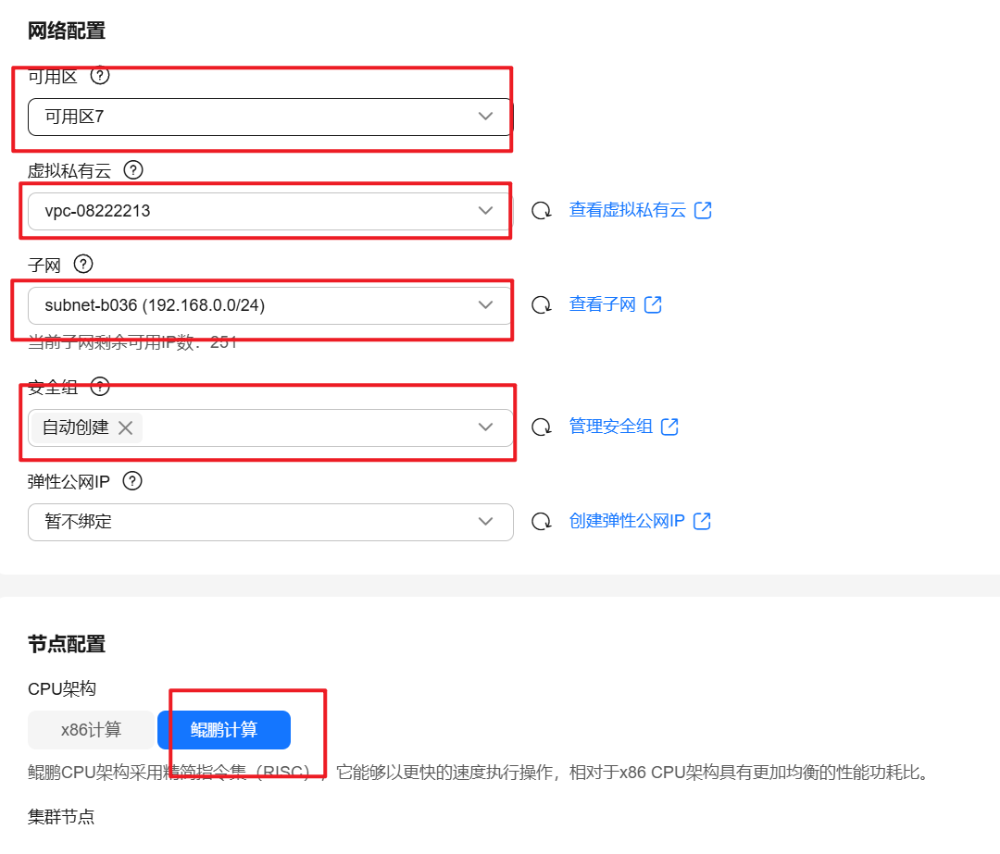 网络配置
可用区
可用区7
虚拟私有云
vpc-08222213
查看虚拟私有云
子网
subnet-b036 (192.168.0.0/24)
查看子网
当前子网剩余可用IP数：251
安全组
自动创建
管理安全组
弹性公网IP
暂不绑定
创建弹性公网IP
节点配置
CPU架构
x86计算
鲲鹏计算
鲲鹏CPU架构采用精简指令集（RISC），它能够以更快的速度执行操作，相对于x86 CPU架构具有更加均衡的性能功耗比。
集群节点